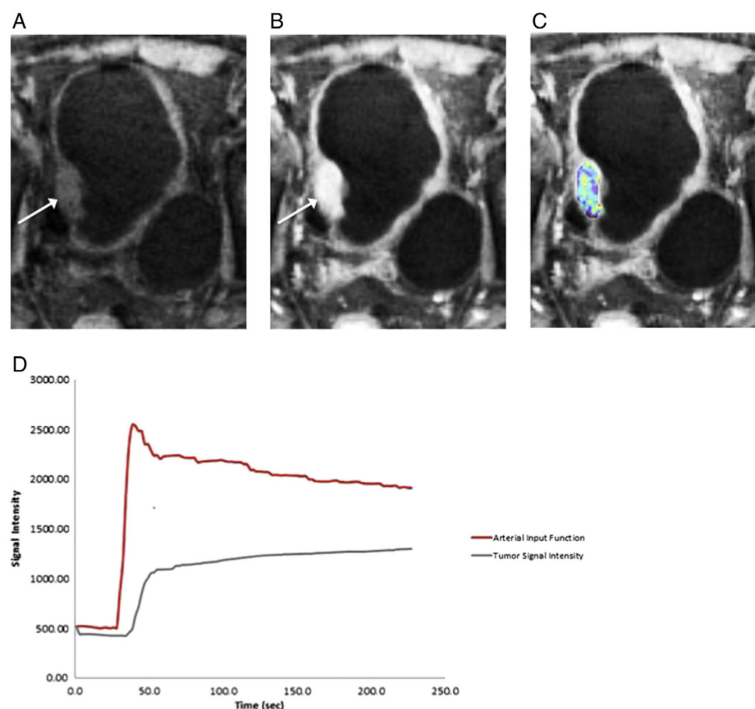 A
B
C
D
3000.00
2500.00
2000.00
1500.00
1000.00
500.00
0.00
Signal Intensity
0.0
50.0
100.0
150.0
200.0
250.0
Time (sec)
Arterial Input Function
Tumor Signal Intensity